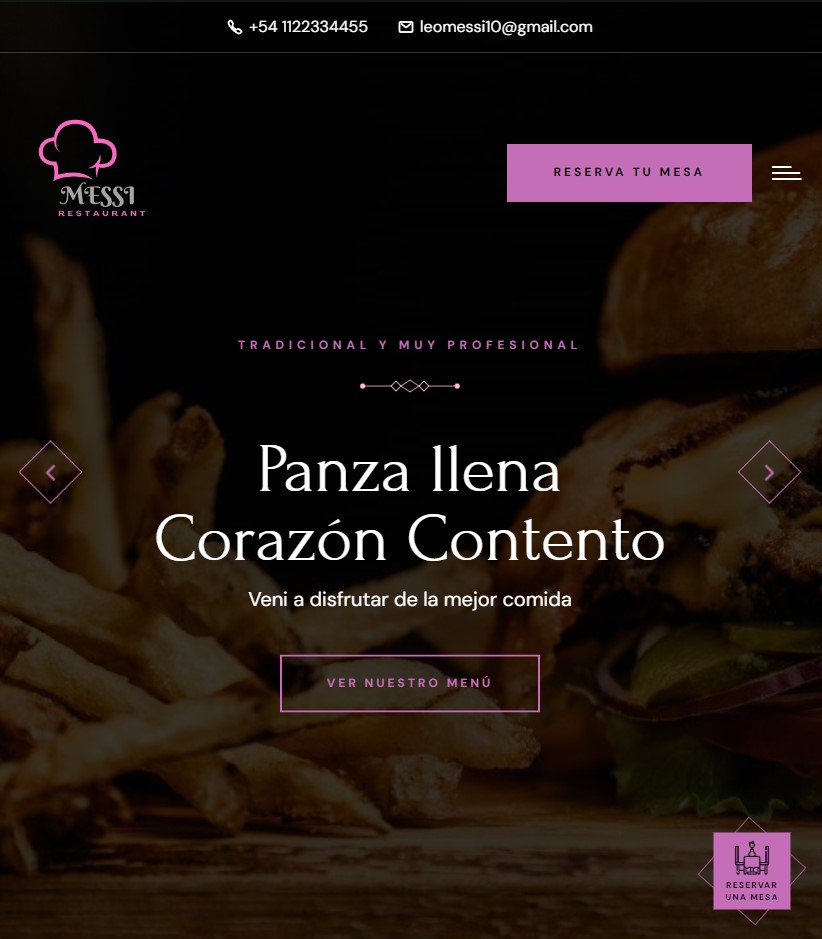 +54 1122334455 leomessi10@gmail.com
MESSI
RESTAURANT
RESERVA TU MESA
TRADICIONAL Y MUY PROFESIONAL
Panza llena
Corazón Contento
Veni a disfrutar de la mejor comida
VER NUESTRO MENÚ
RESERVAR
UNA MESA